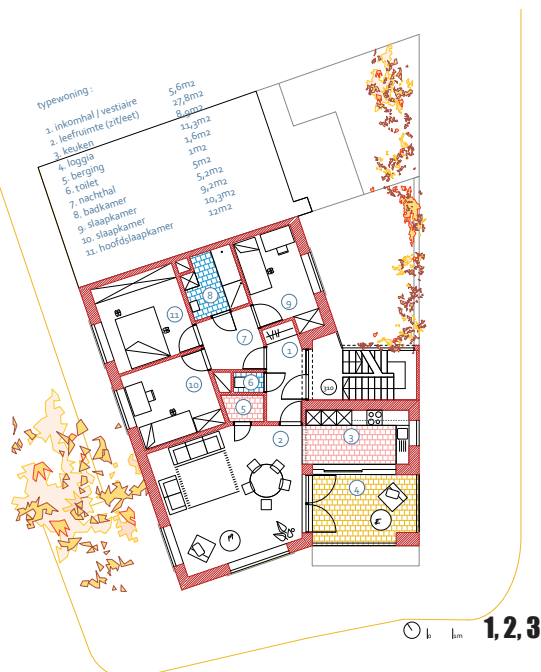 typewoning :
1. inkomhal / vestiaire 5,6m2
2. leefruimte (zit/eet) 27,8m2
3. keuken 8,9m2
4. loggia 11,3m2
5. berging 1,6m2
6. toilet 1m2
7. nachthal 5m2
8. badkamer 5,2m2
9. slaapkamer 9,2m2
10. slaapkamer 10,3m2
11. hoofdslaapkamer 12m2
8
9
11
7
1
310
10
6
5
2
3
4
0 1m
1, 2, 3